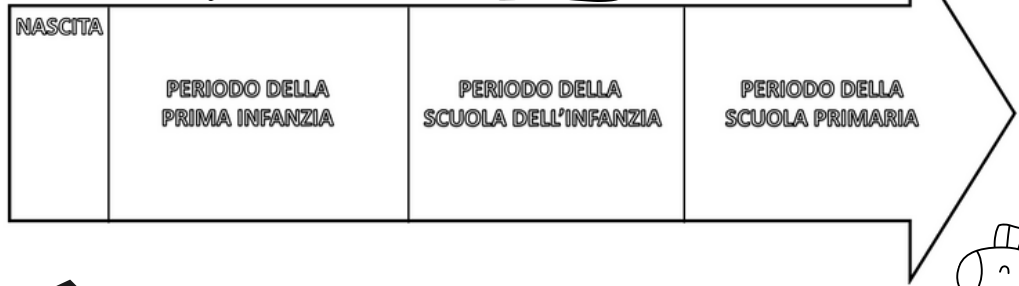 NASCITA
PERIODO DELLA
PRIMA INFANZIA
PERIODO DELLA
SCUOLA DELL'INFANZIA
PERIODO DELLA
SCUOLA PRIMARIA